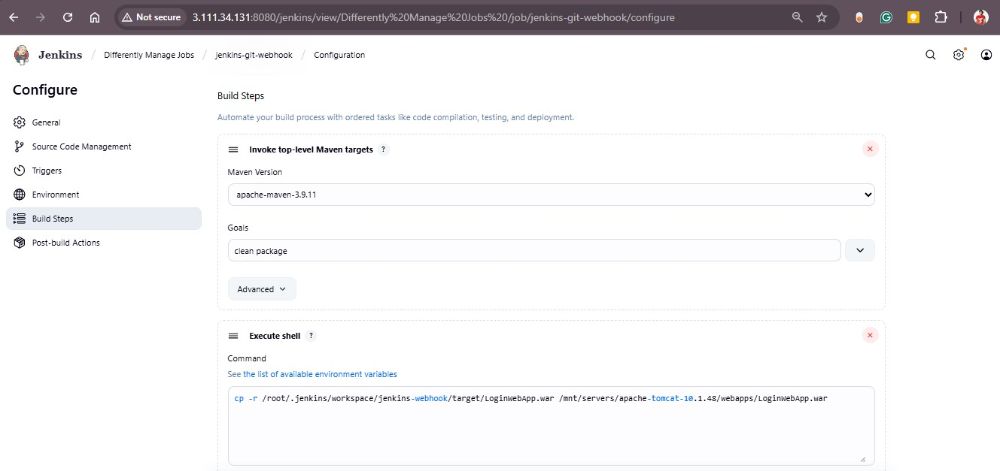 Not secure 3.111.34.131:8080/jenkins/view/Differently%20Manage%20Jobs%20/job/jenkins-git-webhook/configure
Jenkins / Differently Manage Jobs / jenkins-git-webhook / Configuration
Configure
General
Source Code Management
Triggers
Environment
Build Steps
Post-build Actions
Build Steps
Automate your build process with ordered tasks like code compilation, testing, and deployment.
Invoke top-level Maven targets ?
Maven Version
apache-maven-3.9.11
Goals
clean package
Advanced
Execute shell ?
Command
See the list of available environment variables
cp -r /root/.jenkins/workspace/jenkins-webhook/target/LoginWebApp.war /mnt/servers/apache-tomcat-10.1.48/webapps/LoginWebApp.war